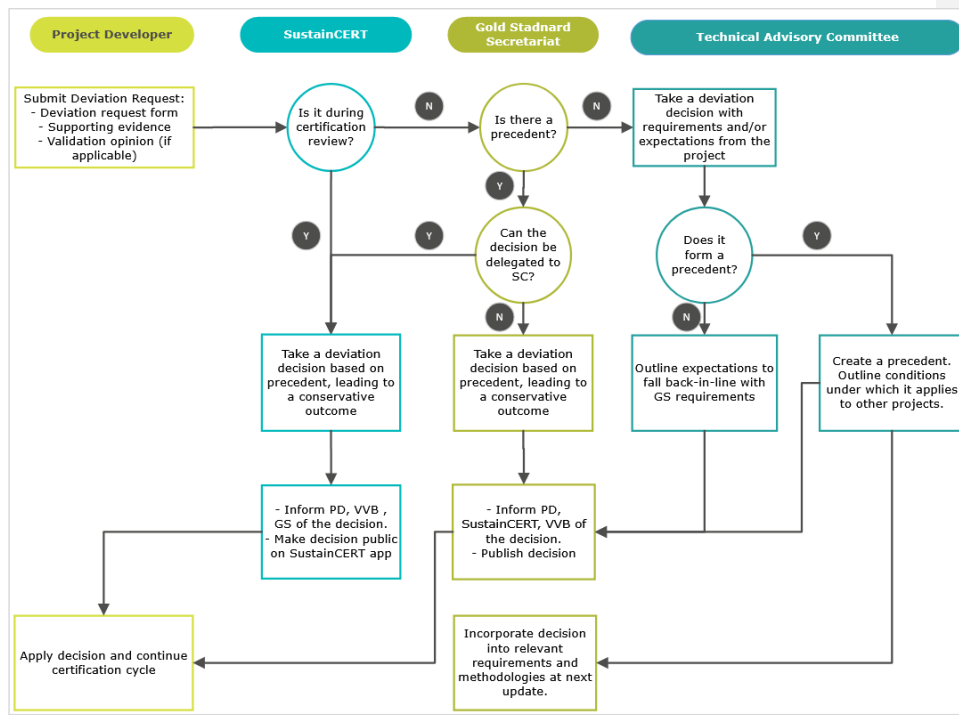 Project Developer
SustainCERT
Gold Stadnard
Secretariat
Technical Advisory Committee
Submit Deviation Request:
- Deviation request form
- Supporting evidence
- Validation opinion (if
applicable)
Is it during
certification
review?
N
Is there a
precedent?
N
Take a deviation
decision with
requirements and/or
expectations from the
project
Y
Y
Y
Can the
decision be
delegated to
SC?
Does it
form a
precedent?
Y
N
N
Take a deviation
decision based on
precedent, leading to
a conservative
outcome
Take a deviation
decision based on
precedent, leading to
a conservative
outcome
Outline expectations to
fall back-in-line with
GS requirements
Create a precedent.
Outline conditions
under which it applies
to other projects.
- Inform PD, VVB ,
GS of the decision.
- Make decision public
on SustainCERT app
- Inform PD,
SustainCERT, VVB of
the decision.
- Publish decision
Apply decision and continue
certification cycle
Incorporate decision
into relevant
requirements and
methodologies at next
update.